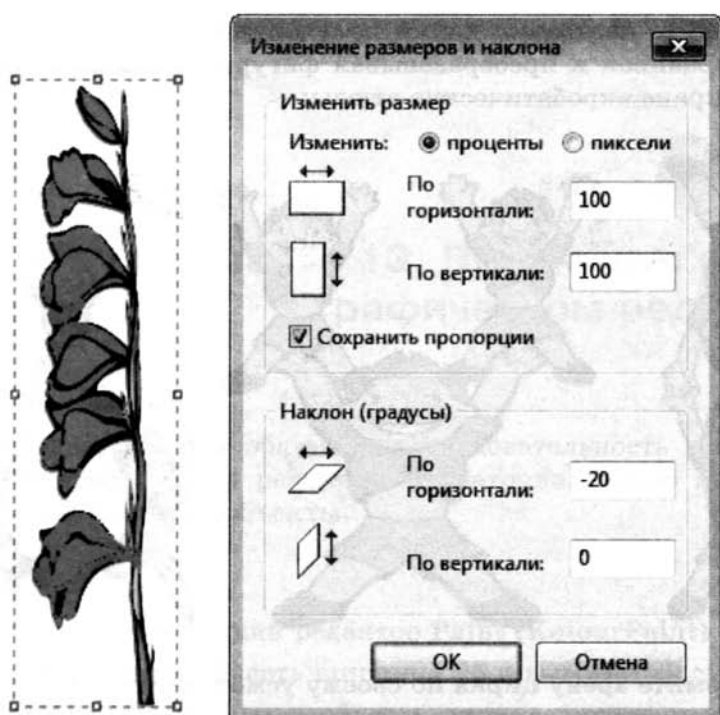 Изменение размеров и наклона
Изменить размер
Изменить: проценты пиксели
По
горизонтали: 100
По вертикали: 100
Сохранить пропорции
Наклон (градусы)
По
горизонтали: -20
По вертикали: 0
ОК Отмена